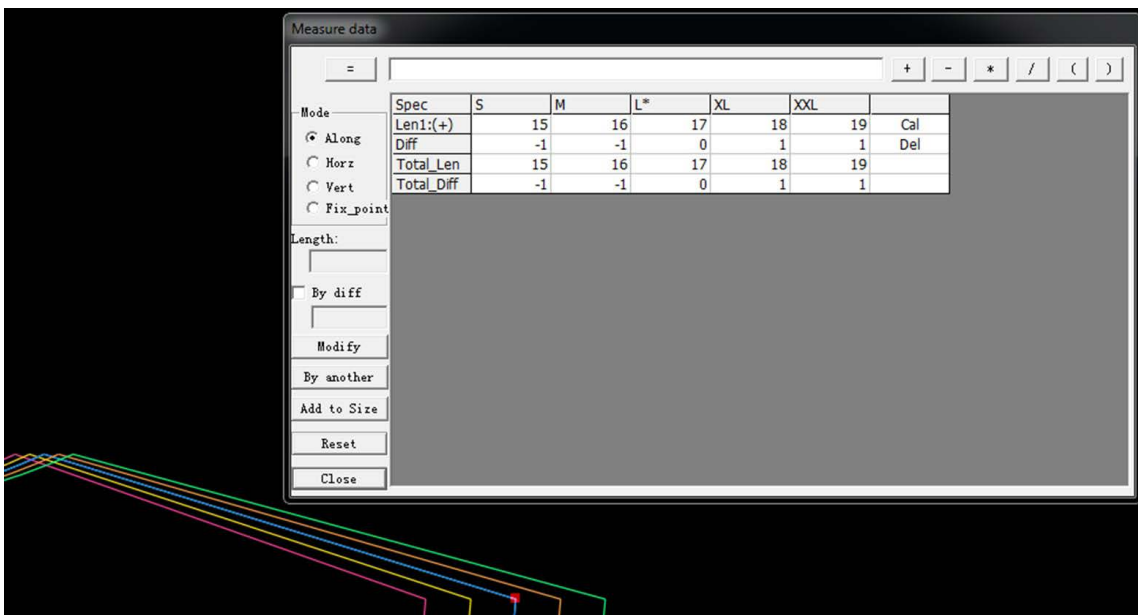 Measure data
= + - * / ( )
Mode
Along
Horz
Vert
Fix_point
Length:
By diff
Modify
By another
Add to Size
Reset
Close
Spec S M L* XL XXL
Len1:(+) 15 16 17 18 19 Cal
Diff -1 -1 0 1 1 Del
Total_Len 15 16 17 18 19
Total_Diff -1 -1 0 1 1